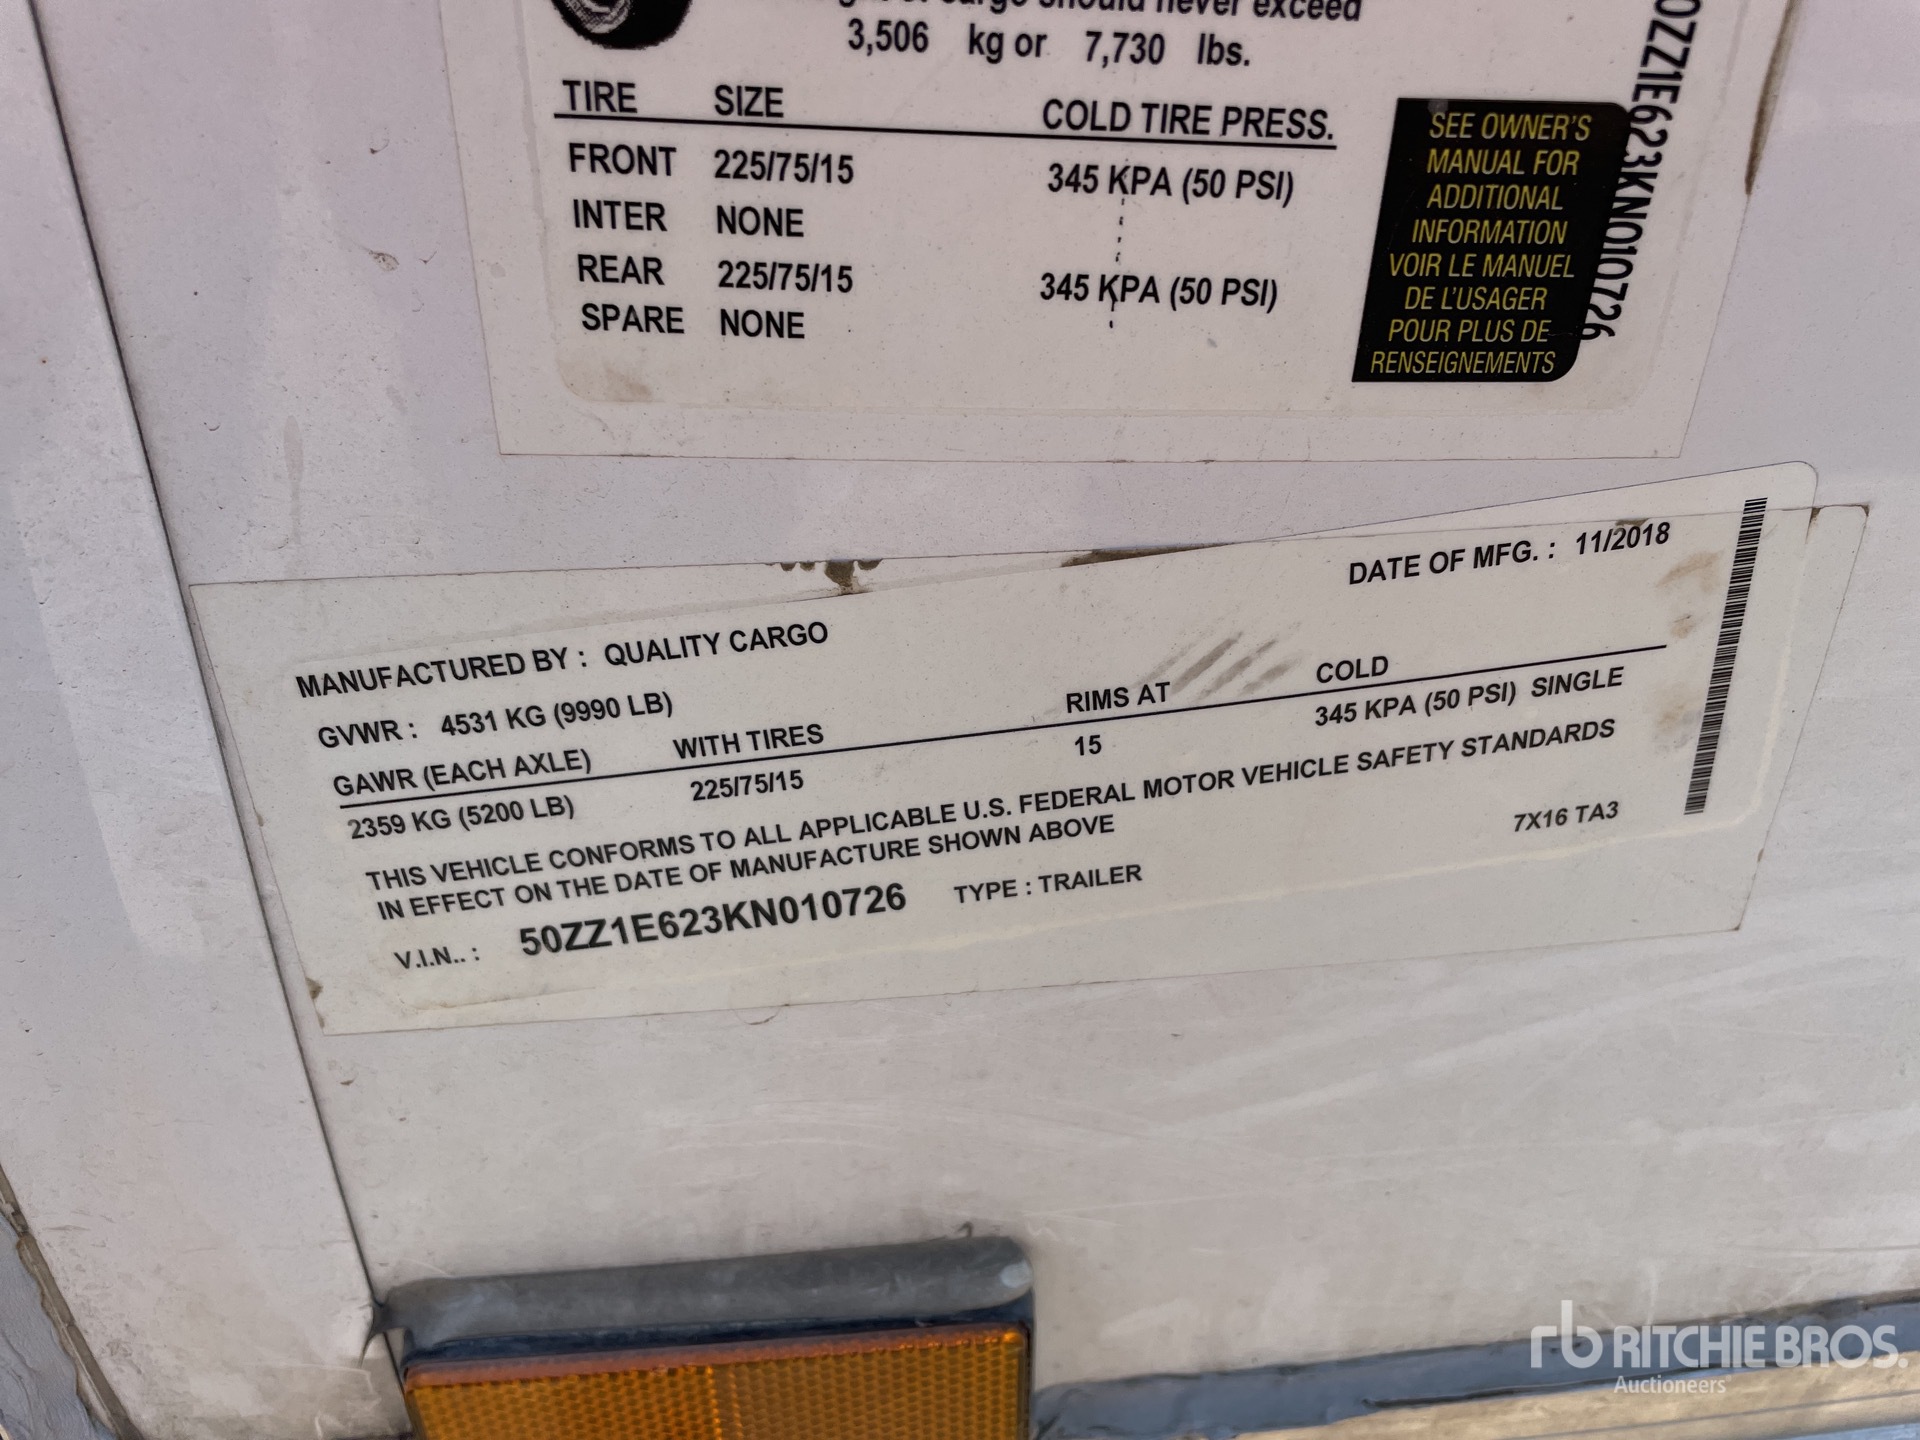 cargo should never exceed
3,506 kg or 7,730 lbs.
TIRE SIZE COLD TIRE PRESS.
FRONT 225/75/15 345 KPA (50 PSI)
INTER NONE
REAR 225/75/15 345 KPA (50 PSI)
SPARE NONE
SEE OWNER'S
MANUAL FOR
ADDITIONAL
INFORMATION
VOIR LE MANUEL
DE L'USAGER
POUR PLUS DE
RENSEIGNEMENTS
0ZZ1E623KN010726
DATE OF MFG. : 11/2018
MANUFACTURED BY : QUALITY CARGO
GVWR : 4531 KG (9990 LB)
GAWR (EACH AXLE) WITH TIRES RIMS AT COLD
2359 KG (5200 LB) 225/75/15 15 345 KPA (50 PSI) SINGLE
THIS VEHICLE CONFORMS TO ALL APPLICABLE U.S. FEDERAL MOTOR VEHICLE SAFETY STANDARDS
IN EFFECT ON THE DATE OF MANUFACTURE SHOWN ABOVE
7X16 TA3
V.I.N.. : 50ZZ1E623KN010726 TYPE : TRAILER
rb RITCHIE BROS.
Auctioneers